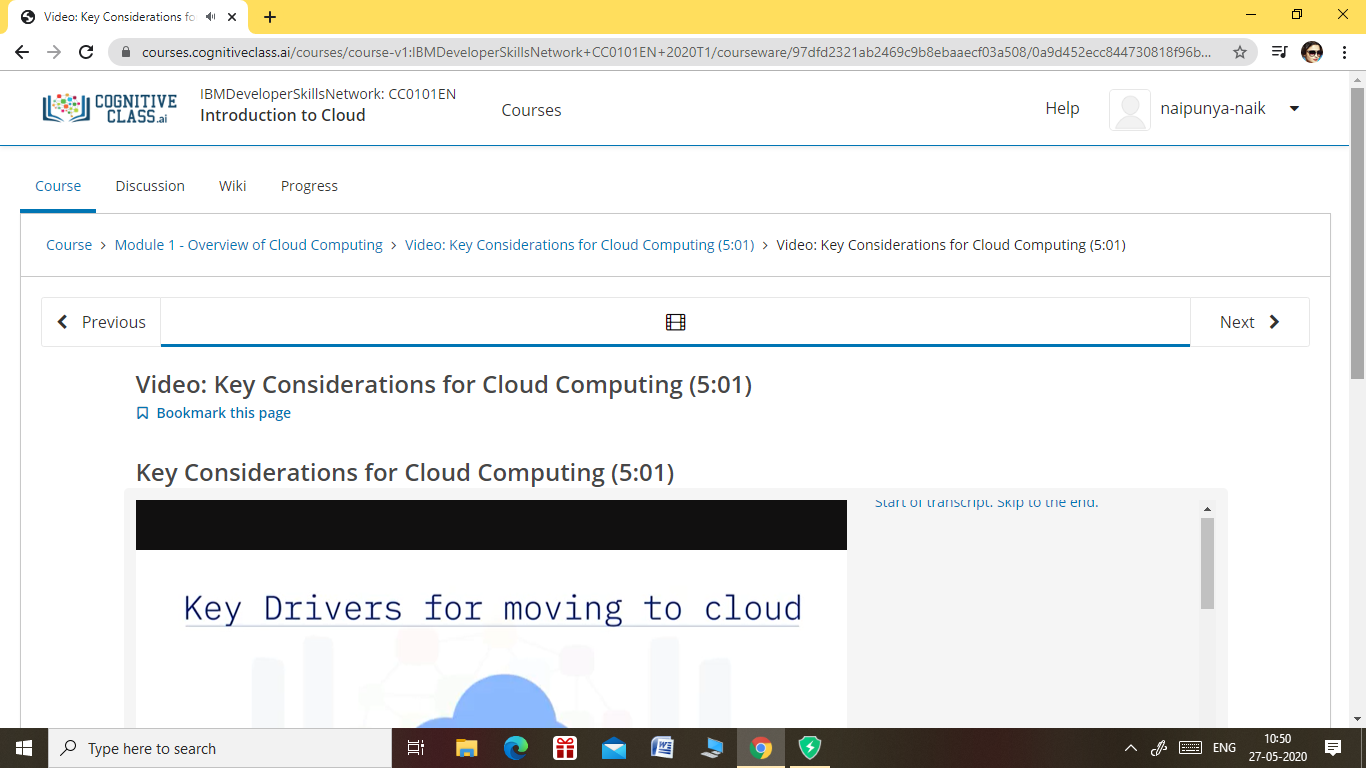 Video: Key Considerations fo
courses.cognitiveclass.ai/courses/course-v1:IBMDeveloperSkillsNetwork+CC0101EN+2020T1/courseware/97dfd2321ab2469c9b8ebaaecf03a508/0a9d452ecc844730818f96b...
COGNITIVE
CLASS.ai
IBMDeveloperSkillsNetwork: CC0101EN
Introduction to Cloud
Courses
Help
naipunya-naik
Course Discussion Wiki Progress
Course > Module 1 - Overview of Cloud Computing > Video: Key Considerations for Cloud Computing (5:01) > Video: Key Considerations for Cloud Computing (5:01)
Previous
Next
Video: Key Considerations for Cloud Computing (5:01)
Bookmark this page
Key Considerations for Cloud Computing (5:01)
Start of transcript. Skip to the end.
Key Drivers for moving to cloud
Type here to search
ENG
10:50
27-05-2020